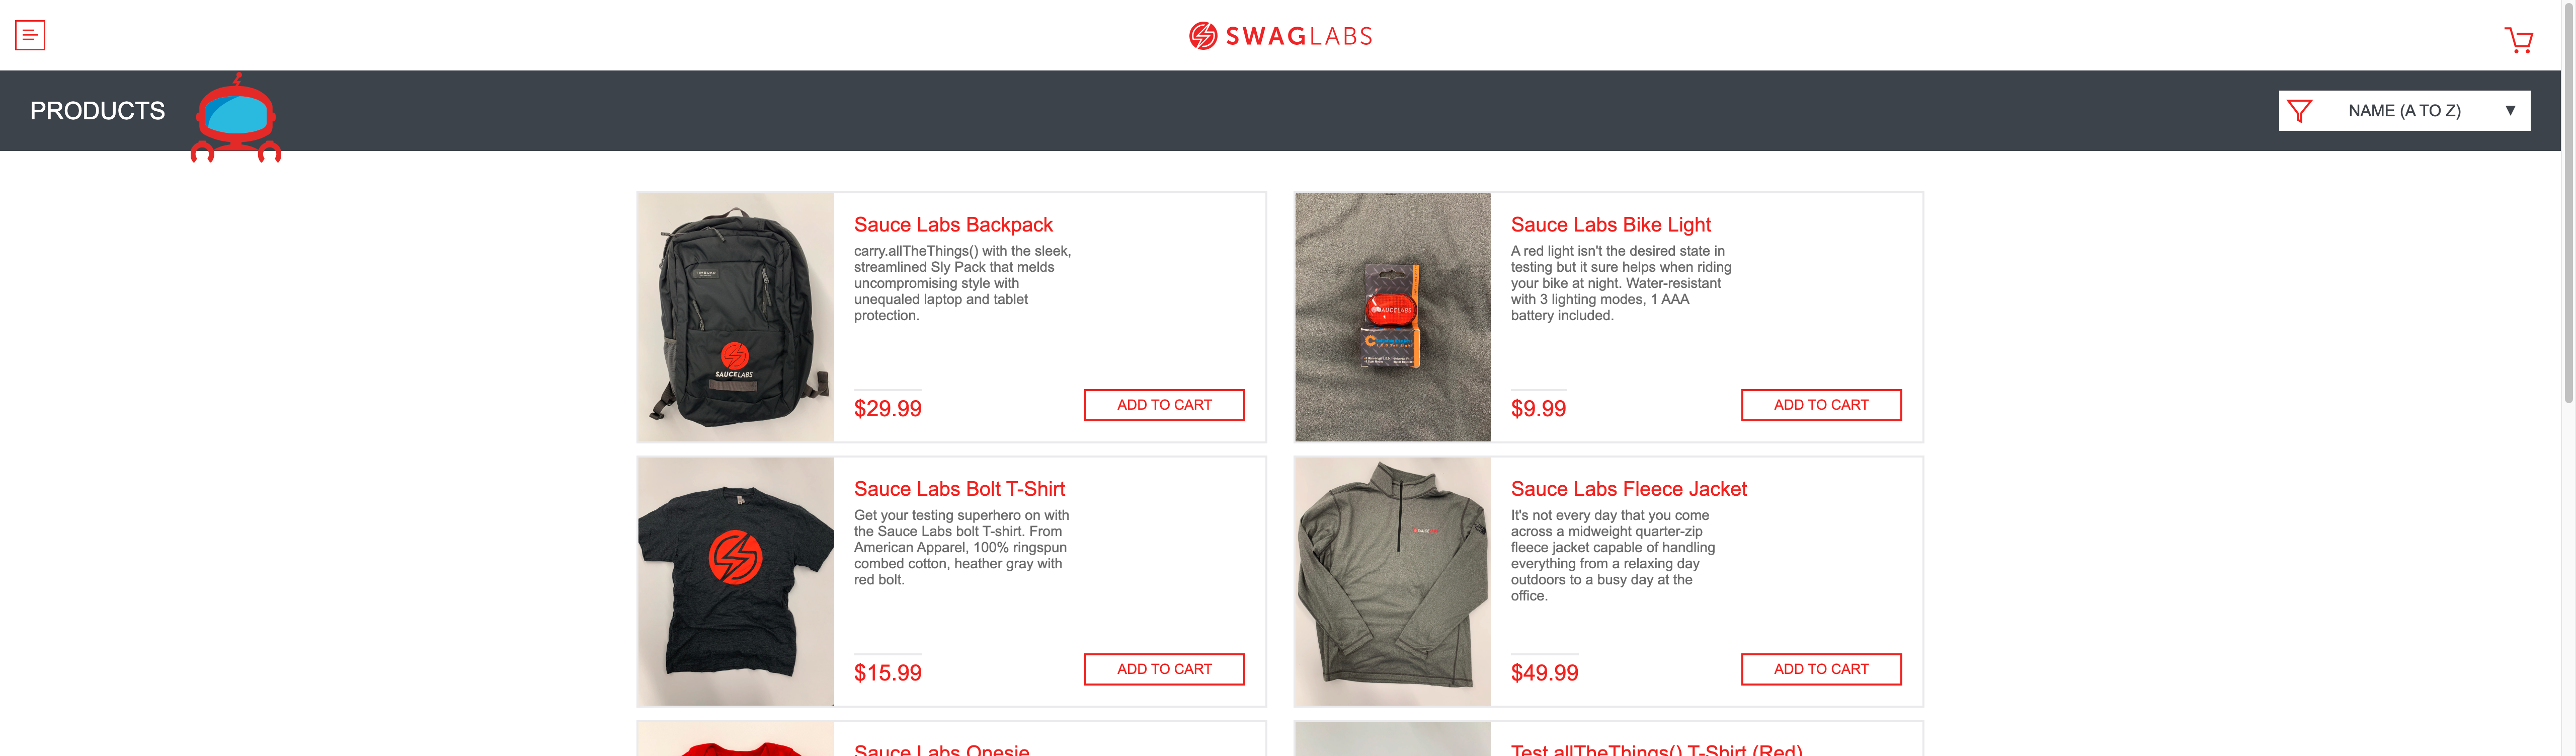 SWAGLABS
PRODUCTS
NAME (A TO Z)
Sauce Labs Backpack
carry.allTheThings() with the sleek,
streamlined Sly Pack that melds
uncompromising style with
unequaled laptop and tablet
protection.
$29.99
ADD TO CART
SAUCELABS
Sauce Labs Bike Light
A red light isn't the desired state in
testing but it sure helps when riding
your bike at night. Water-resistant
with 3 lighting modes, 1 AAA
battery included.
$9.99
ADD TO CART
Sauce Labs Bolt T-Shirt
Get your testing superhero on with
the Sauce Labs bolt T-shirt. From
American Apparel, 100% ringspun
combed cotton, heather gray with
red bolt.
$15.99
ADD TO CART
Sauce Labs Fleece Jacket
It's not every day that you come
across a midweight quarter-zip
fleece jacket capable of handling
everything from a relaxing day
outdoors to a busy day at the
office.
$49.99
ADD TO CART
Sauce Labs Onesie
Test.allTheThings() T-Shirt (Red)